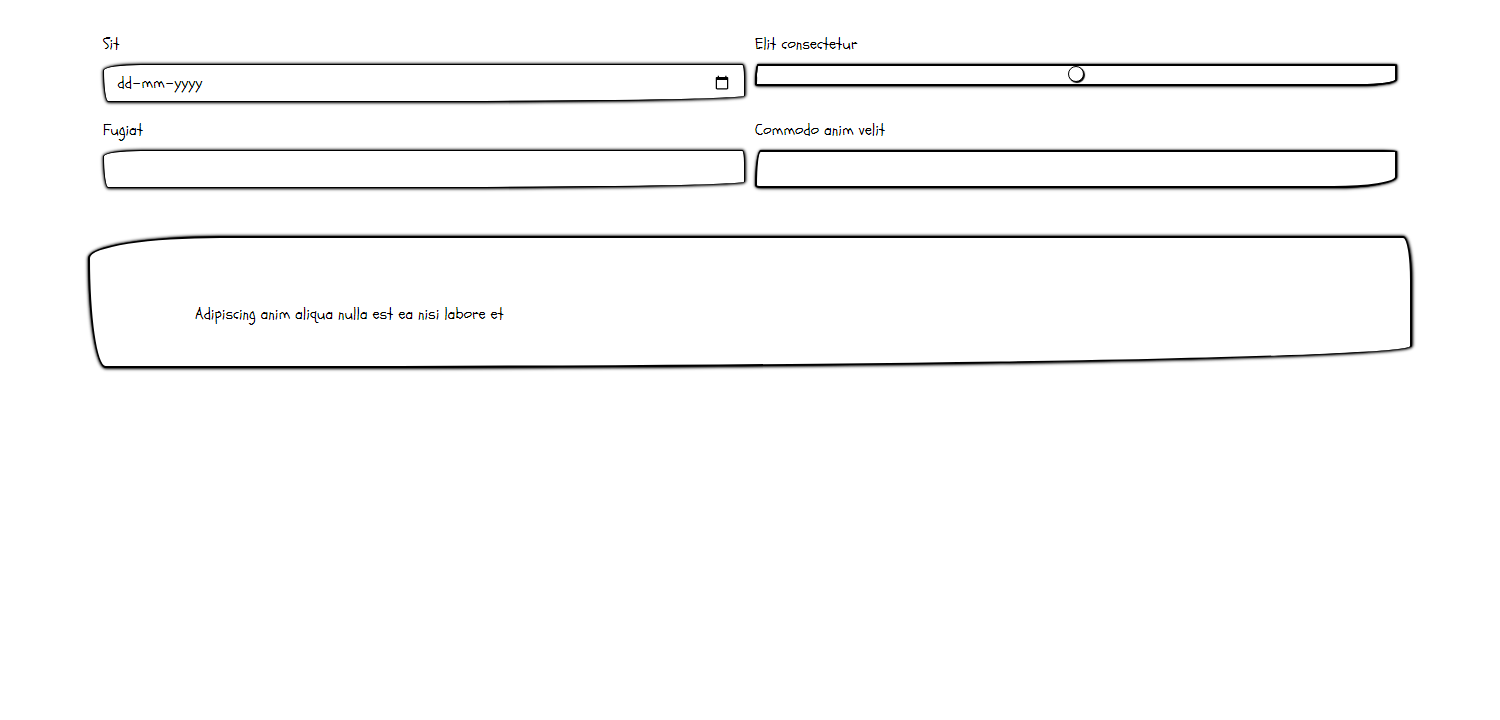 Sit
Elit consectetur
dd-mm-yyyy
Fugiat
Commodo anim velit
Adipiscing anim aliqua nulla est ea nisi labore et